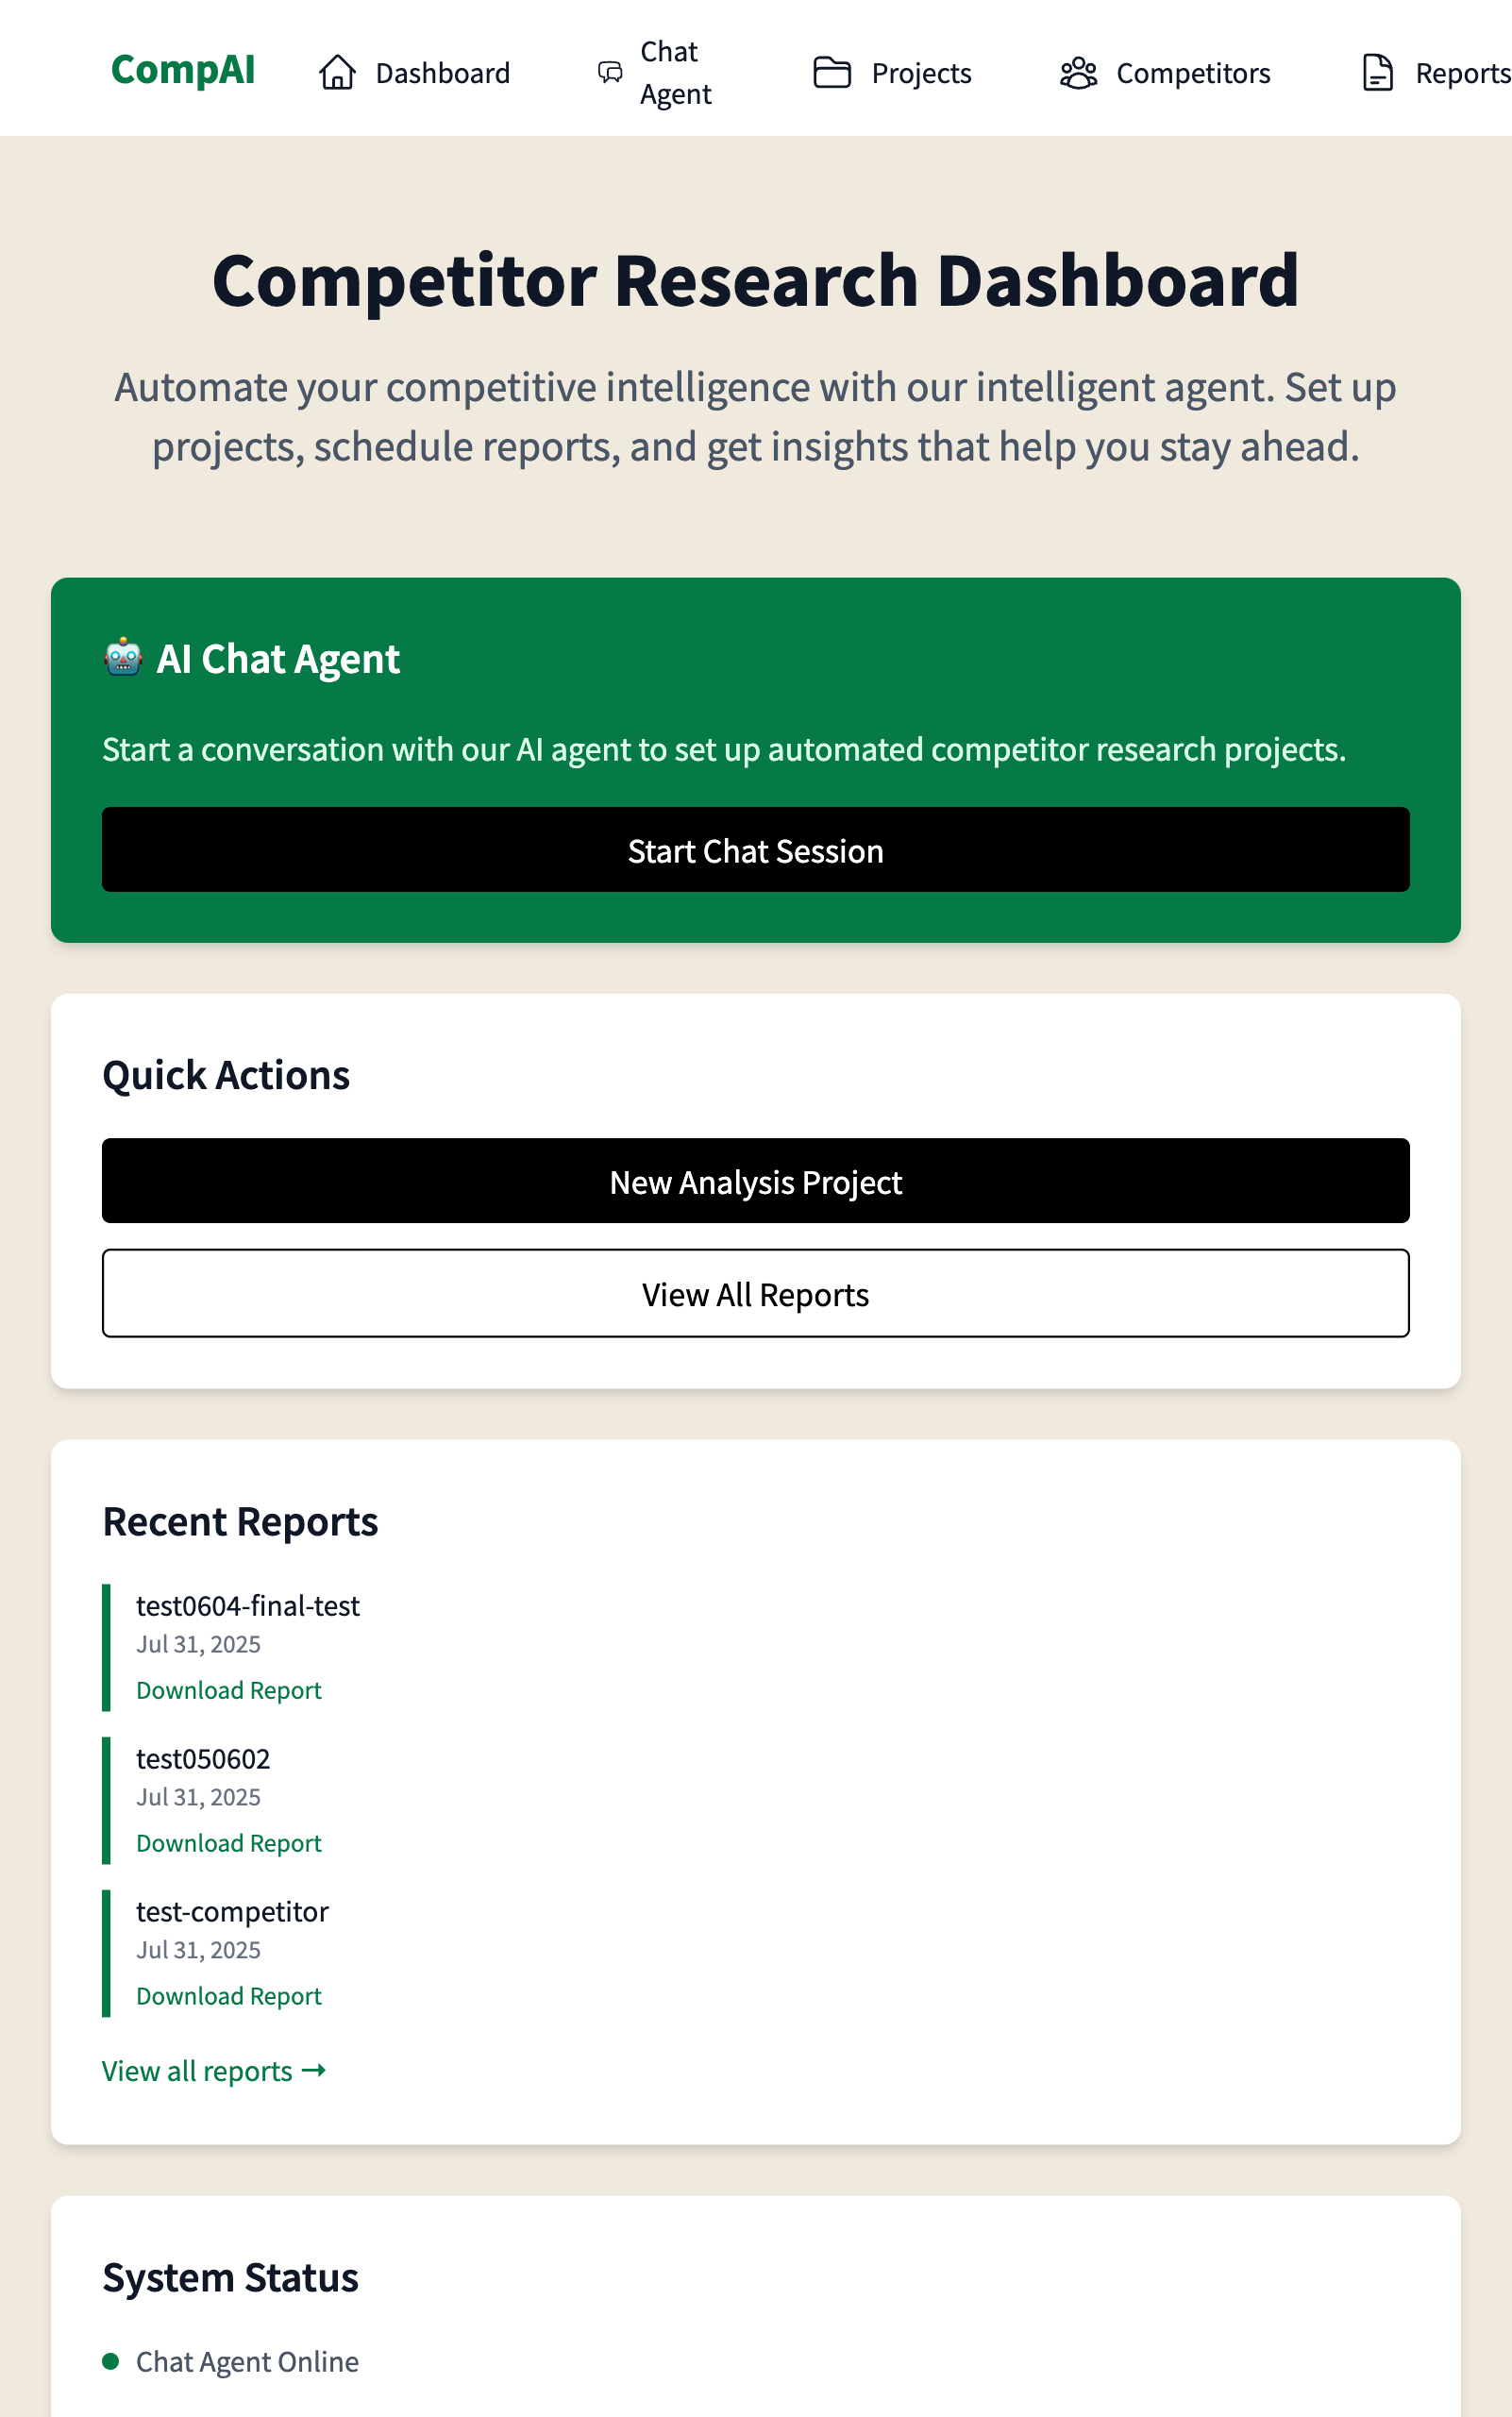 CompAI
Dashboard
Chat
Agent
Projects
Competitors
Reports
Competitor Research Dashboard
Automate your competitive intelligence with our intelligent agent. Set up
projects, schedule reports, and get insights that help you stay ahead.
🤖 AI Chat Agent
Start a conversation with our AI agent to set up automated competitor research projects.
Start Chat Session
Quick Actions
New Analysis Project
View All Reports
Recent Reports
test0604-final-test
Jul 31, 2025
Download Report
test050602
Jul 31, 2025
Download Report
test-competitor
Jul 31, 2025
Download Report
View all reports →
System Status
Chat Agent Online